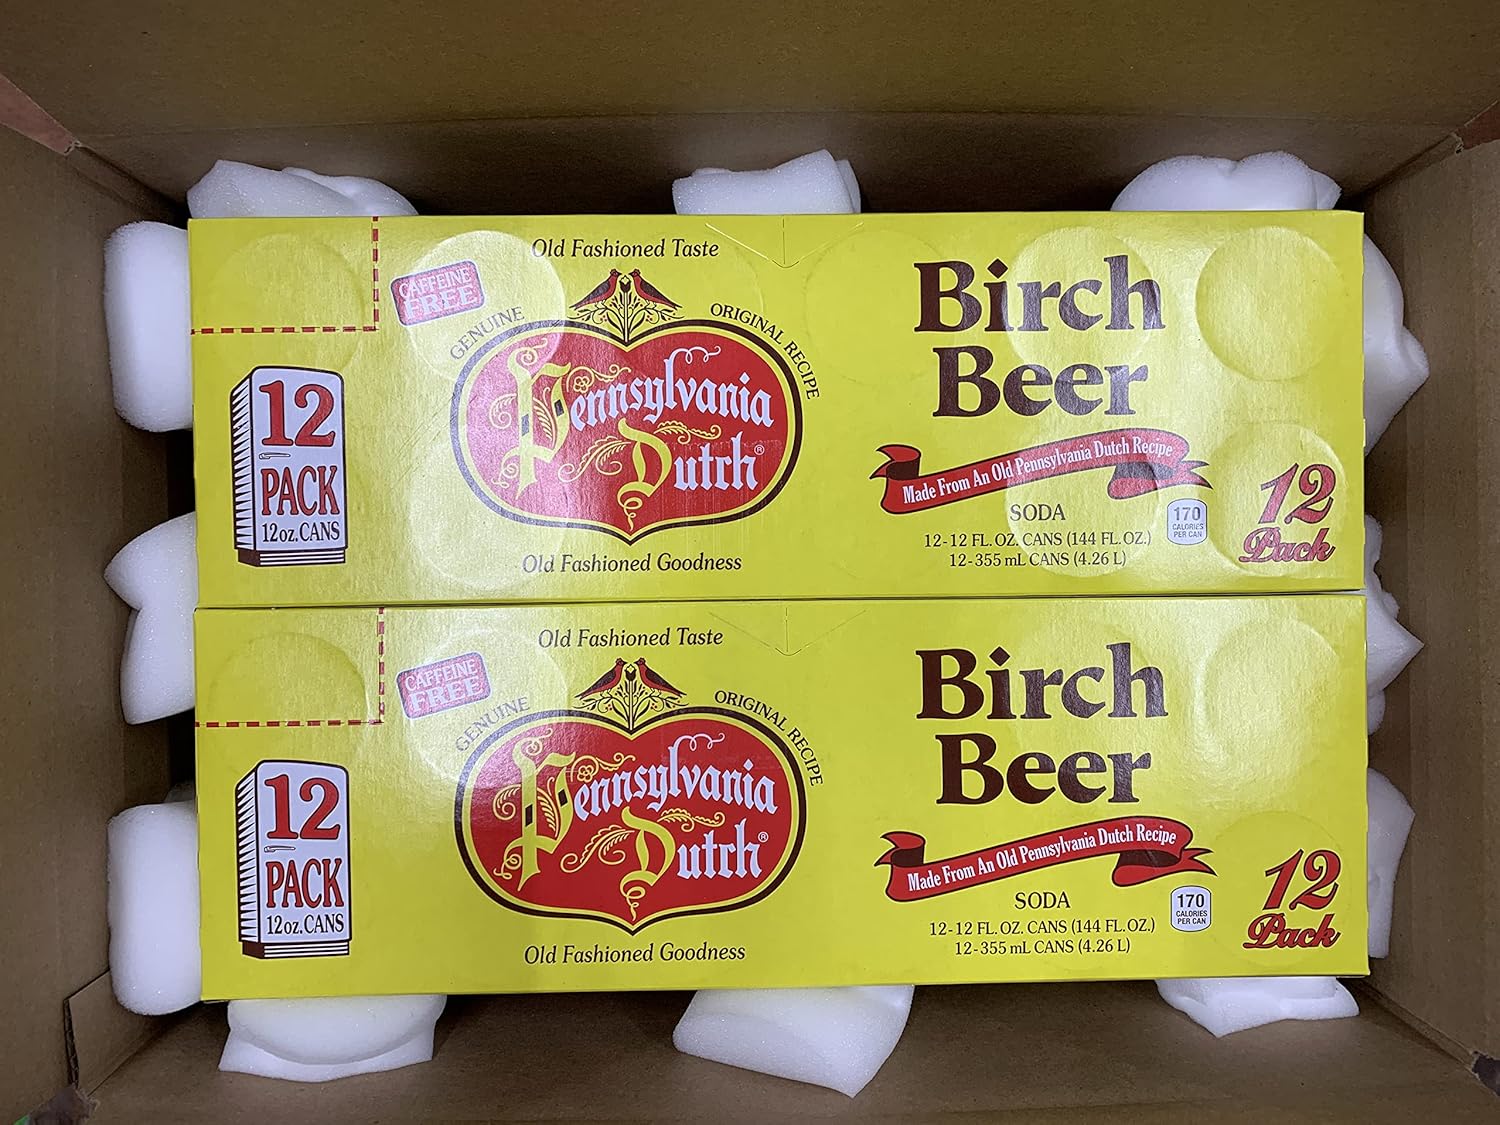 Old Fashioned Taste
CAFFEINE
FREE
GENUINE
ORIGINAL RECIPE
Pennsylvania
Dutch®
Old Fashioned Goodness
12
PACK
12 oz. CANS
Birch
Beer
Made From An Old Pennsylvania Dutch Recipe
SODA
12-12 FL. OZ. CANS (144 FL. OZ.)
12-355 mL CANS (4.26 L)
170
CALORIES
PER CAN
12
Pack
Old Fashioned Taste
CAFFEINE
FREE
GENUINE
ORIGINAL RECIPE
Pennsylvania
Dutch®
Old Fashioned Goodness
12
PACK
12 oz. CANS
Birch
Beer
Made From An Old Pennsylvania Dutch Recipe
SODA
12-12 FL. OZ. CANS (144 FL. OZ.)
12-355 mL CANS (4.26 L)
170
CALORIES
PER CAN
12
Pack